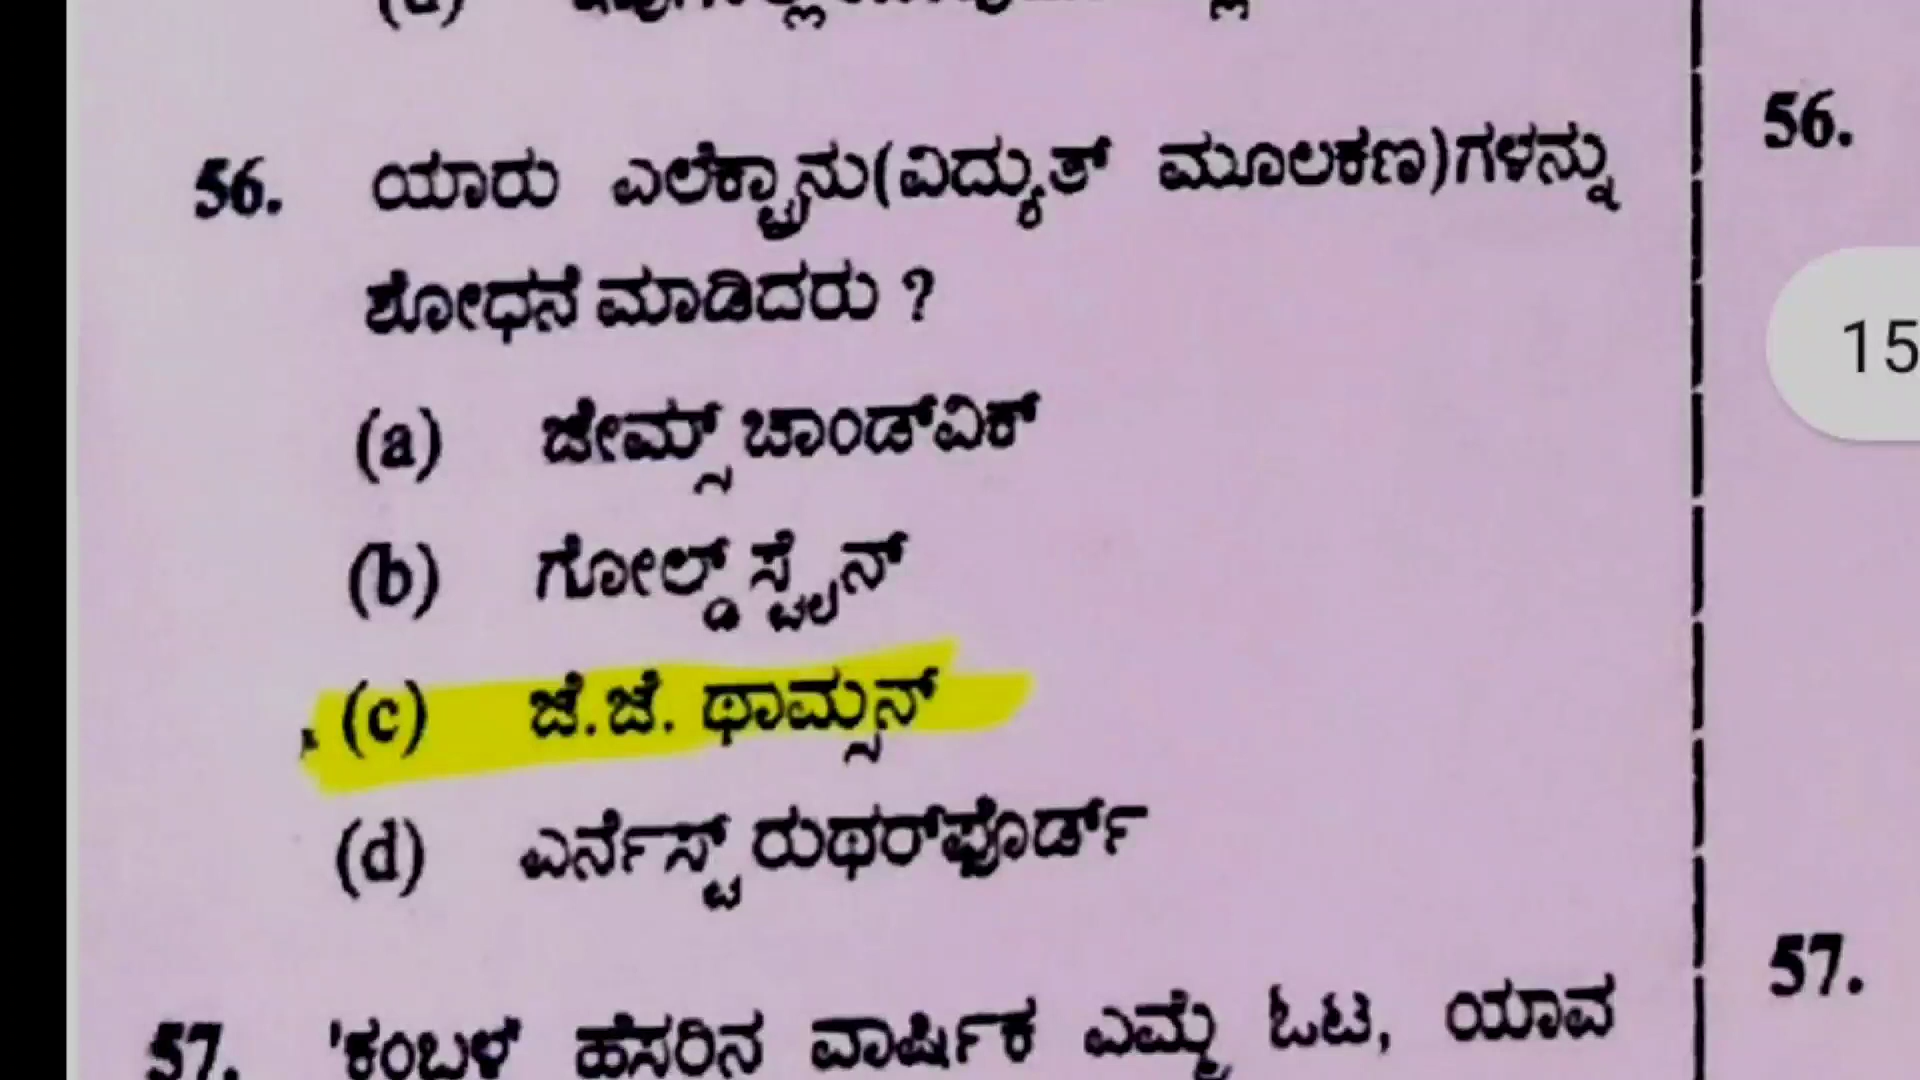 56. ಯಾರು ಎಲೆಕ್ಟ್ರಾನು(ವಿದ್ಯುತ್ ಮೂಲಕಣ)ಗಳನ್ನು
ಶೋಧನೆ ಮಾಡಿದರು ?
(a) ಜೇಮ್ಸ್ ಚಾಂಡ್‌ವಿಕ್
(b) ಗೋಲ್ಡ್ ಸ್ಟೈನ್
(c) ಜೆ.ಜೆ. ಥಾಮ್ಸನ್
(d) ಎರ್ನೆಸ್ಟ್ ರುಥರ್‌ಫೊರ್ಡ್
57. 'ಕಂಬಳ' ಹೆಸರಿನ ವಾರ್ಷಿಕ ಎಮ್ಮೆ ಓಟ, ಯಾವ
56.
15
57.